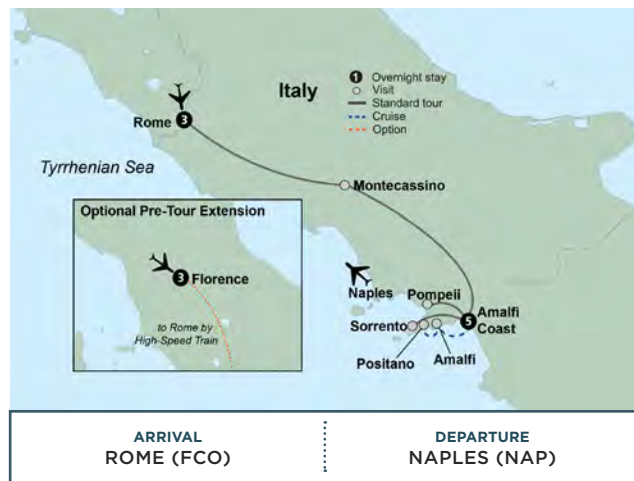 Italy
1 Overnight stay
Visit
Standard tour
Cruise
Option
3
Rome
Tyrrhenian Sea
Montecassino
Optional Pre-Tour Extension
3
Florence
to Rome by
High-Speed Train
Naples
Pompeii
5
Amalfi
Coast
Sorrento
Positano
Amalfi
ARRIVAL
ROME (FCO)
DEPARTURE
NAPLES (NAP)